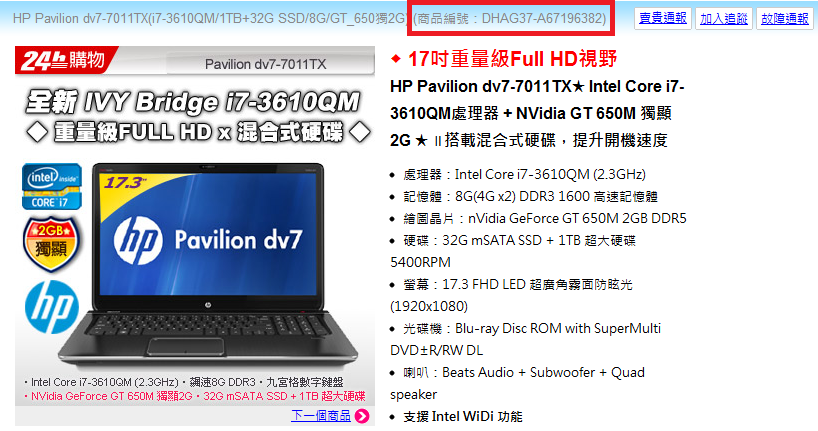 HP Pavilion dv7-7011TX(i7-3610QM/1TB+32G SSD/8G/GT_650獨2G) (商品編號：DHAG37-A67196382)
賣貴通報 加入追蹤 故障通報
24h購物
Pavilion dv7-7011TX
全新 IVY Bridge i7-3610QM
◇ 重量級FULL HD x 混合式硬碟 ◇
intel inside
CORE i7
2GB
獨顯
hp
17.3"
hp Pavilion dv7
・Intel Core i7-3610QM (2.3GHz)・飆速8G DDR3・九宮格數字鍵盤
・NVidia GeForce GT 650M 獨顯2G・32G mSATA SSD + 1TB 超大硬碟
下一個商品
◆ 17吋重量級Full HD視野
HP Pavilion dv7-7011TX★ Intel Core i7-
3610QM處理器 + NVidia GT 650M 獨顯
2G ★ ∥搭載混合式硬碟，提升開機速度
• 處理器：Intel Core i7-3610QM (2.3GHz)
• 記憶體：8G(4G x2) DDR3 1600 高速記憶體
• 繪圖晶片：nVidia GeForce GT 650M 2GB DDR5
• 硬碟：32G mSATA SSD + 1TB 超大硬碟
5400RPM
• 螢幕：17.3 FHD LED 超廣角霧面防眩光
(1920x1080)
• 光碟機：Blu-ray Disc ROM with SuperMulti
DVD±R/RW DL
• 喇叭：Beats Audio + Subwoofer + Quad
speaker
• 支援 Intel WiDi 功能